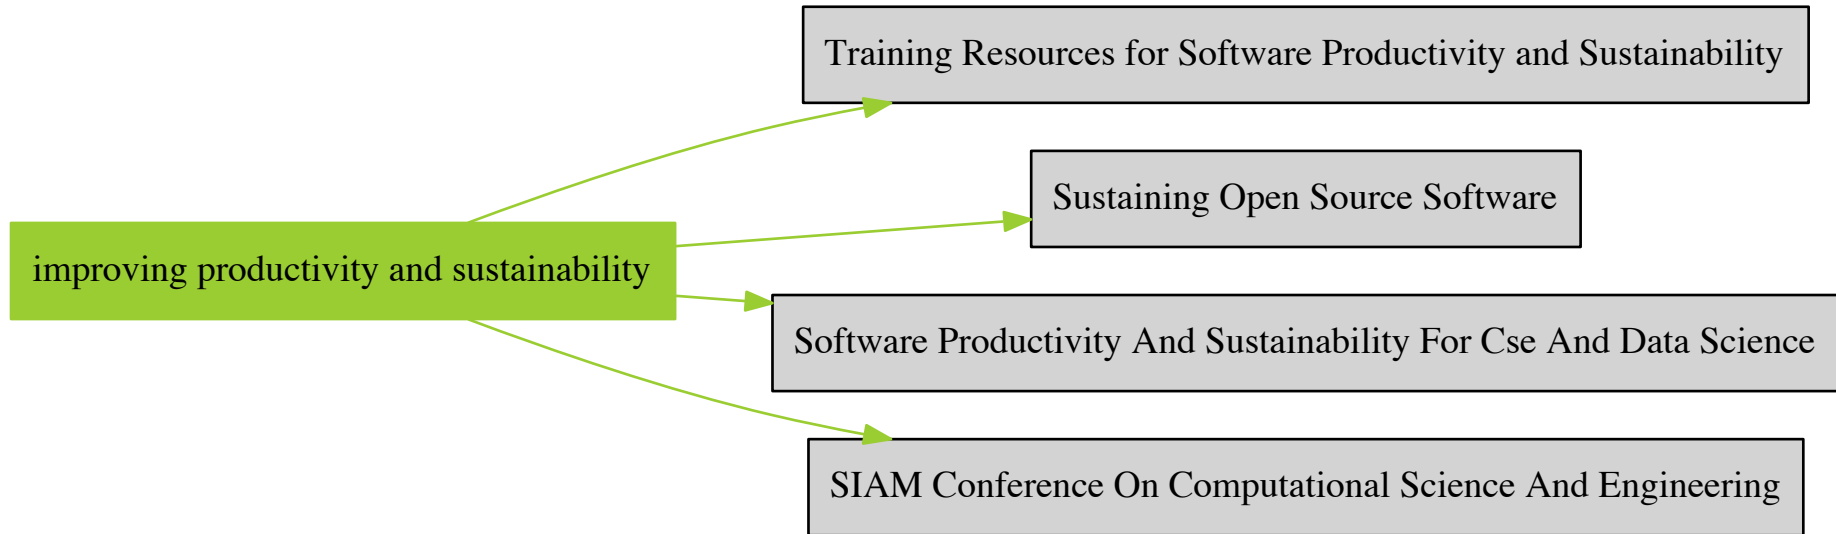 Training Resources for Software Productivity and Sustainability
Sustaining Open Source Software
improving productivity and sustainability
Software Productivity And Sustainability For Cse And Data Science
SIAM Conference On Computational Science And Engineering